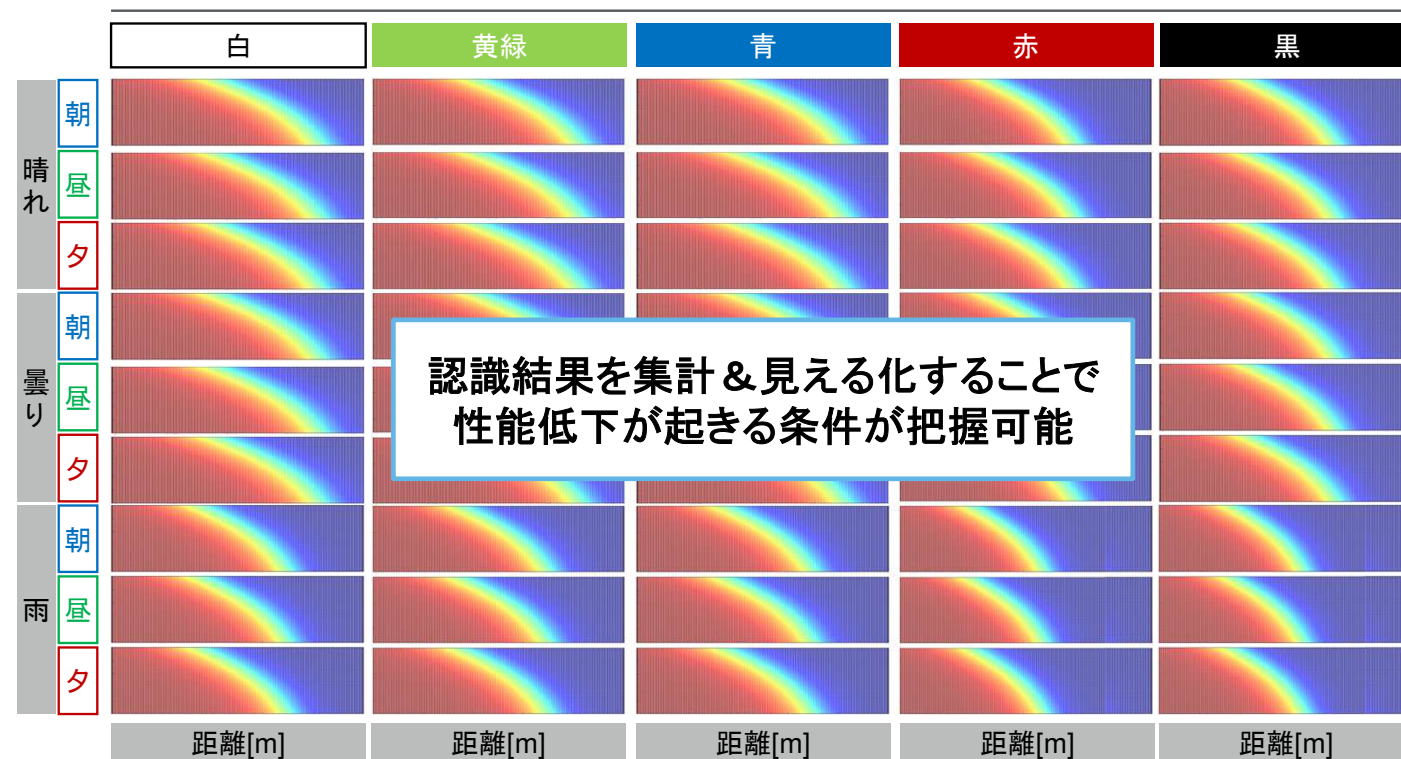 白 黄緑 青 赤 黒
晴れ
朝
昼
夕
曇り
朝
昼
夕
認識結果を集計＆見える化することで
性能低下が起きる条件が把握可能
雨
朝
昼
夕
距離[m] 距離[m] 距離[m] 距離[m] 距離[m]